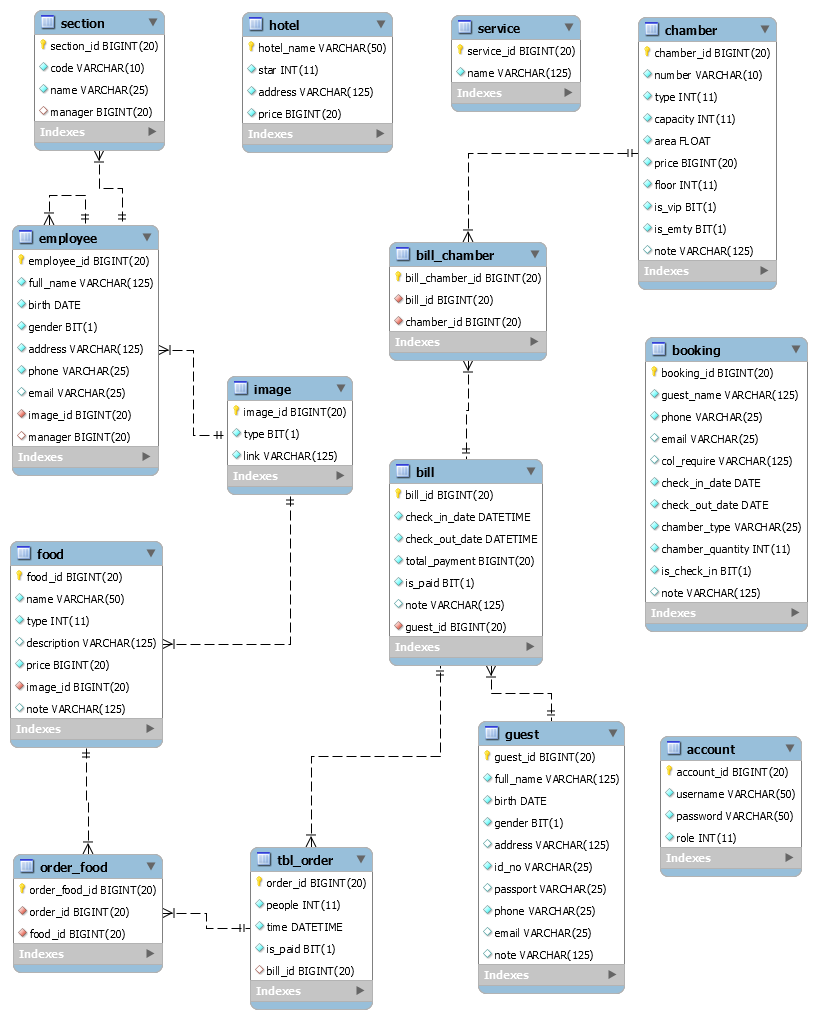 section
section_id BIGINT(20)
code VARCHAR(10)
name VARCHAR(25)
manager BIGINT(20)
Indexes
hotel
hotel_name VARCHAR(50)
star INT(11)
address VARCHAR(125)
price BIGINT(20)
Indexes
service
service_id BIGINT(20)
name VARCHAR(125)
Indexes
chamber
chamber_id BIGINT(20)
number VARCHAR(10)
type INT(11)
capacity INT(11)
area FLOAT
price BIGINT(20)
floor INT(11)
is_vip BIT(1)
is_emty BIT(1)
note VARCHAR(125)
Indexes
employee
employee_id BIGINT(20)
full_name VARCHAR(125)
birth DATE
gender BIT(1)
address VARCHAR(125)
phone VARCHAR(25)
email VARCHAR(25)
image_id BIGINT(20)
manager BIGINT(20)
Indexes
bill_chamber
bill_chamber_id BIGINT(20)
bill_id BIGINT(20)
chamber_id BIGINT(20)
Indexes
image
image_id BIGINT(20)
type BIT(1)
link VARCHAR(125)
Indexes
booking
booking_id BIGINT(20)
guest_name VARCHAR(125)
phone VARCHAR(25)
email VARCHAR(25)
col_require VARCHAR(125)
check_in_date DATE
check_out_date DATE
chamber_type VARCHAR(25)
chamber_quantity INT(11)
is_check_in BIT(1)
note VARCHAR(125)
Indexes
bill
bill_id BIGINT(20)
check_in_date DATETIME
check_out_date DATETIME
total_payment BIGINT(20)
is_paid BIT(1)
note VARCHAR(125)
guest_id BIGINT(20)
Indexes
food
food_id BIGINT(20)
name VARCHAR(50)
type INT(11)
description VARCHAR(125)
price BIGINT(20)
image_id BIGINT(20)
note VARCHAR(125)
Indexes
guest
guest_id BIGINT(20)
full_name VARCHAR(125)
birth DATE
gender BIT(1)
address VARCHAR(125)
id_no VARCHAR(25)
passport VARCHAR(25)
phone VARCHAR(25)
email VARCHAR(25)
note VARCHAR(125)
Indexes
account
account_id BIGINT(20)
username VARCHAR(50)
password VARCHAR(50)
role INT(11)
Indexes
order_food
order_food_id BIGINT(20)
order_id BIGINT(20)
food_id BIGINT(20)
Indexes
tbl_order
order_id BIGINT(20)
people INT(11)
time DATETIME
is_paid BIT(1)
bill_id BIGINT(20)
Indexes